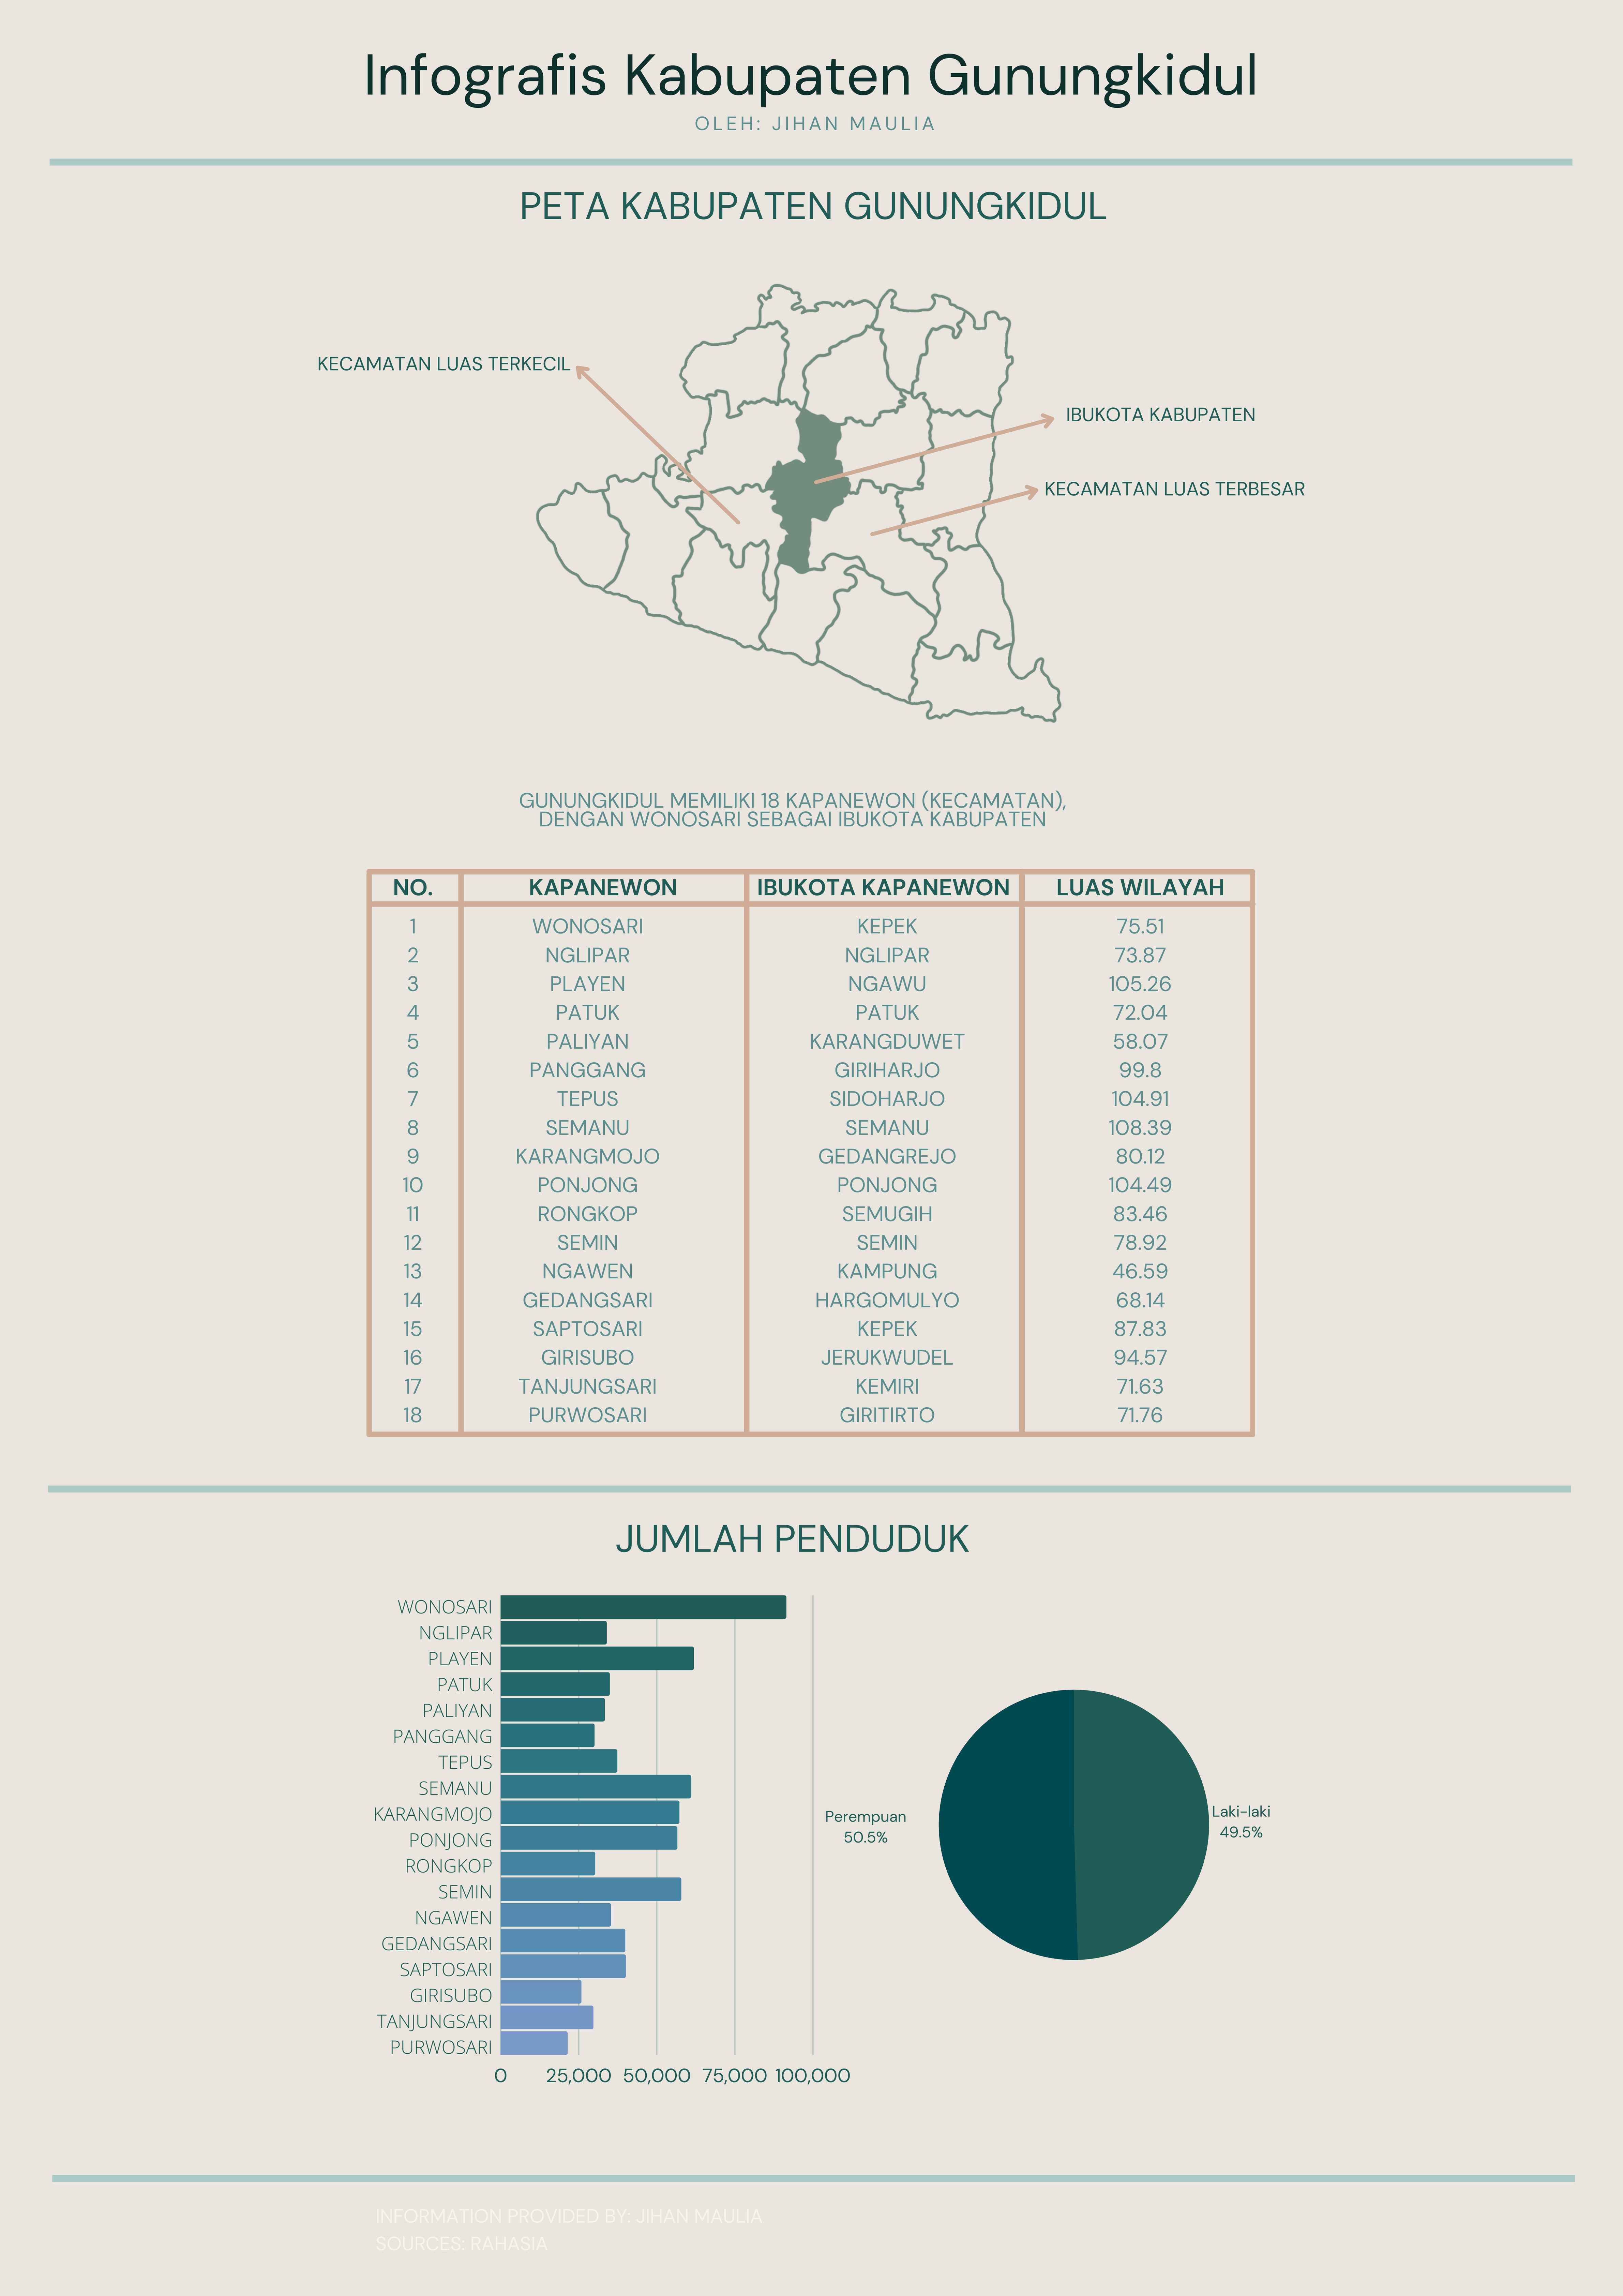 Infografis Kabupaten Gunungkidul
OLEH: JIHAN MAULIA
PETA KABUPATEN GUNUNGKIDUL
KECAMATAN LUAS TERKECIL
IBUKOTA KABUPATEN
KECAMATAN LUAS TERBESAR
GUNUNGKIDUL MEMILIKI 18 KAPANEWON (KECAMATAN),
DENGAN WONOSARI SEBAGAI IBUKOTA KABUPATEN
NO. KAPANEWON IBUKOTA KAPANEWON LUAS WILAYAH
1 WONOSARI KEPEK 75.51
2 NGLIPAR NGLIPAR 73.87
3 PLAYEN NGAWU 105.26
4 PATUK PATUK 72.04
5 PALIYAN KARANGDUWET 58.07
6 PANGGANG GIRIHARJO 99.8
7 TEPUS SIDOHARJO 104.91
8 SEMANU SEMANU 108.39
9 KARANGMOJO GEDANGREJO 80.12
10 PONJONG PONJONG 104.49
11 RONGKOP SEMUGIH 83.46
12 SEMIN SEMIN 78.92
13 NGAWEN KAMPUNG 46.59
14 GEDANGSARI HARGOMULYO 68.14
15 SAPTOSARI KEPEK 87.83
16 GIRISUBO JERUKWUDEL 94.57
17 TANJUNGSARI KEMIRI 71.63
18 PURWOSARI GIRITIRTO 71.76
JUMLAH PENDUDUK
WONOSARI
NGLIPAR
PLAYEN
PATUK
PALIYAN
PANGGANG
TEPUS
SEMANU
KARANGMOJO
PONJONG
RONGKOP
SEMIN
NGAWEN
GEDANGSARI
SAPTOSARI
GIRISUBO
TANJUNGSARI
PURWOSARI
0 25,000 50,000 75,000 100,000
Perempuan
50.5%
Laki-laki
49.5%
INFORMATION PROVIDED BY: JIHAN MAULIA
SOURCES: RAHASIA